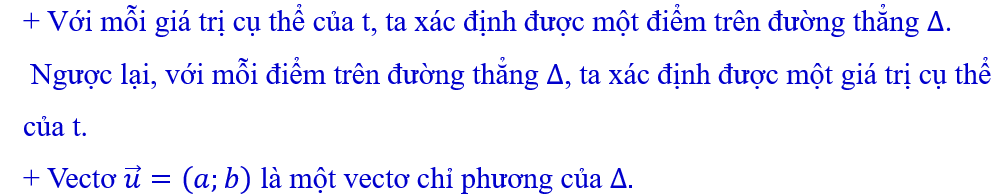 + Với mỗi giá trị cụ thể của t, ta xác định được một điểm trên đường thẳng Δ.
Ngược lại, với mỗi điểm trên đường thẳng Δ, ta xác định được một giá trị cụ thể
của t.
+ Vectơ u⃗ = (a; b) là một vectơ chỉ phương của Δ.